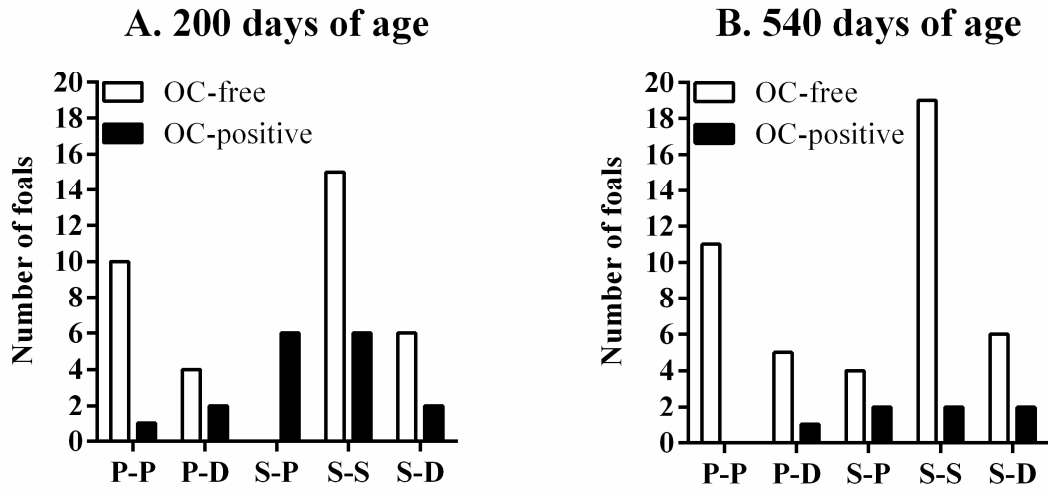 A. 200 days of age
20
18
16
14
12
10
8
6
4
2
0
Number of foals
OC-free
OC-positive
P-P P-D S-P S-S S-D
B. 540 days of age
20
18
16
14
12
10
8
6
4
2
0
Number of foals
OC-free
OC-positive
P-P P-D S-P S-S S-D